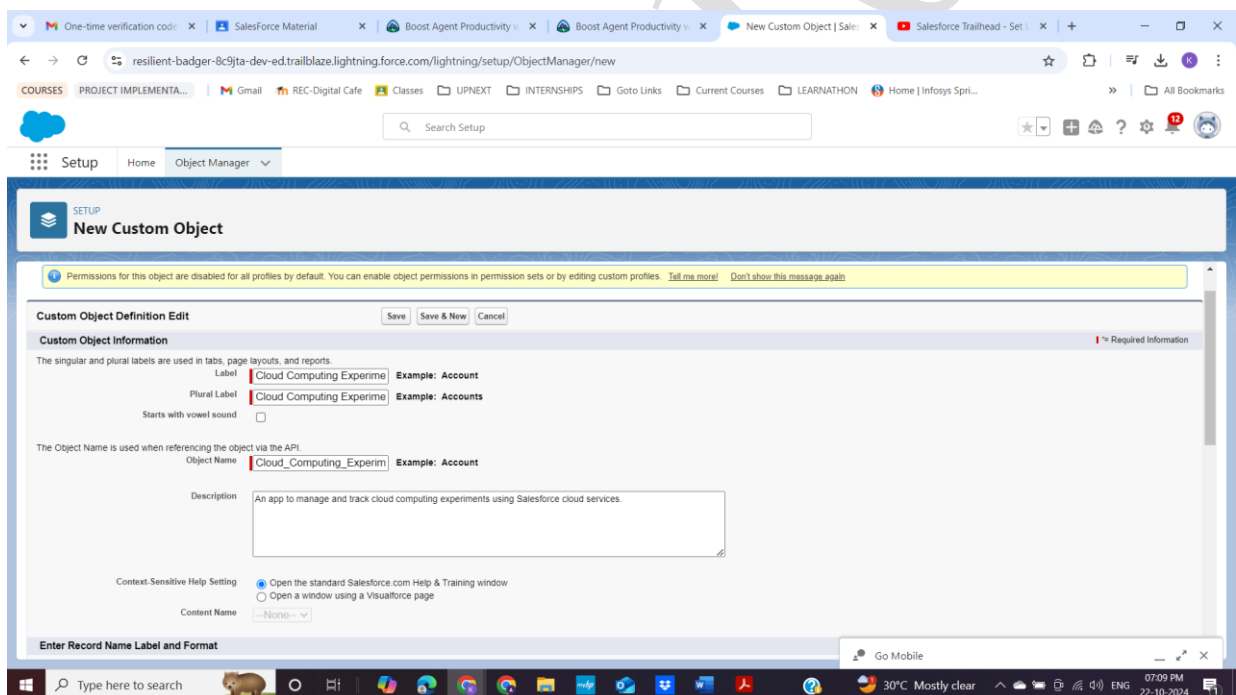 One-time verification code
SalesForce Material
Boost Agent Productivity
Boost Agent Productivity
New Custom Object | Sales
Salesforce Trailhead - Set
resilient-badger-8c9jta-dev-ed.trailblaze.lightning.force.com/lightning/setup/ObjectManager/new
K
COURSES PROJECT IMPLEMENTA... Gmail REC-Digital Cafe Classes UPNEXT INTERNSHIPS Goto Links Current Courses LEARNATHON Home | Infosys Spri... » All Bookmarks
Search Setup
12
Setup Home Object Manager
SETUP
New Custom Object
Permissions for this object are disabled for all profiles by default. You can enable object permissions in permission sets or by editing custom profiles. Tell me more! Don't show this message again
Custom Object Definition Edit Save Save & New Cancel
Custom Object Information = Required Information
The singular and plural labels are used in tabs, page layouts, and reports.
Label Cloud Computing Experime Example: Account
Plural Label Cloud Computing Experime Example: Accounts
Starts with vowel sound
The Object Name is used when referencing the object via the API.
Object Name Cloud_Computing_Experim Example: Account
Description An app to manage and track cloud computing experiments using Salesforce cloud services.
Context-Sensitive Help Setting Open the standard Salesforce.com Help & Training window
Open a window using a Visualforce page
Content Name --None--
Enter Record Name Label and Format
Go Mobile
Type here to search
30°C Mostly clear ENG 07:09 PM
22-10-2024